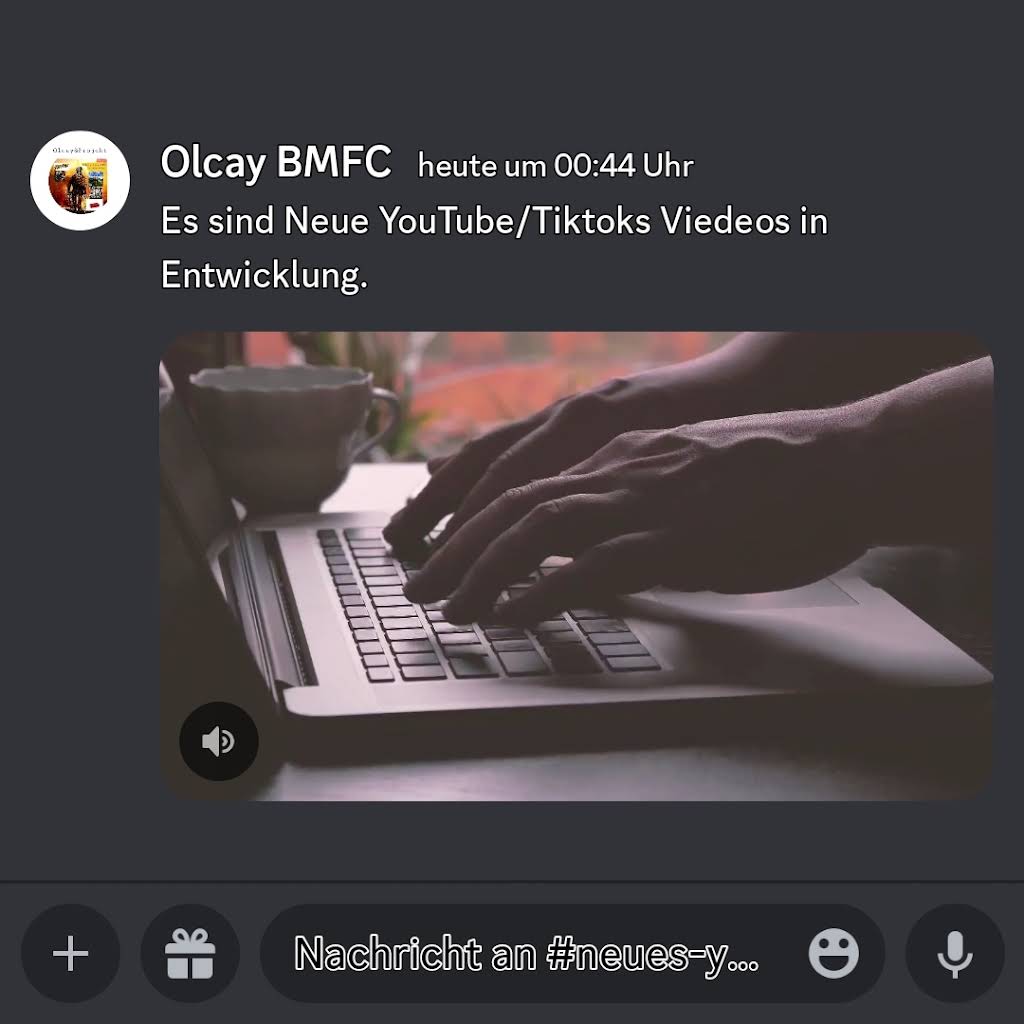 Olcay BMFC heute um 00:44 Uhr
Es sind Neue YouTube/Tiktoks Viedeos in
Entwicklung.
Nachricht an #neues-y...